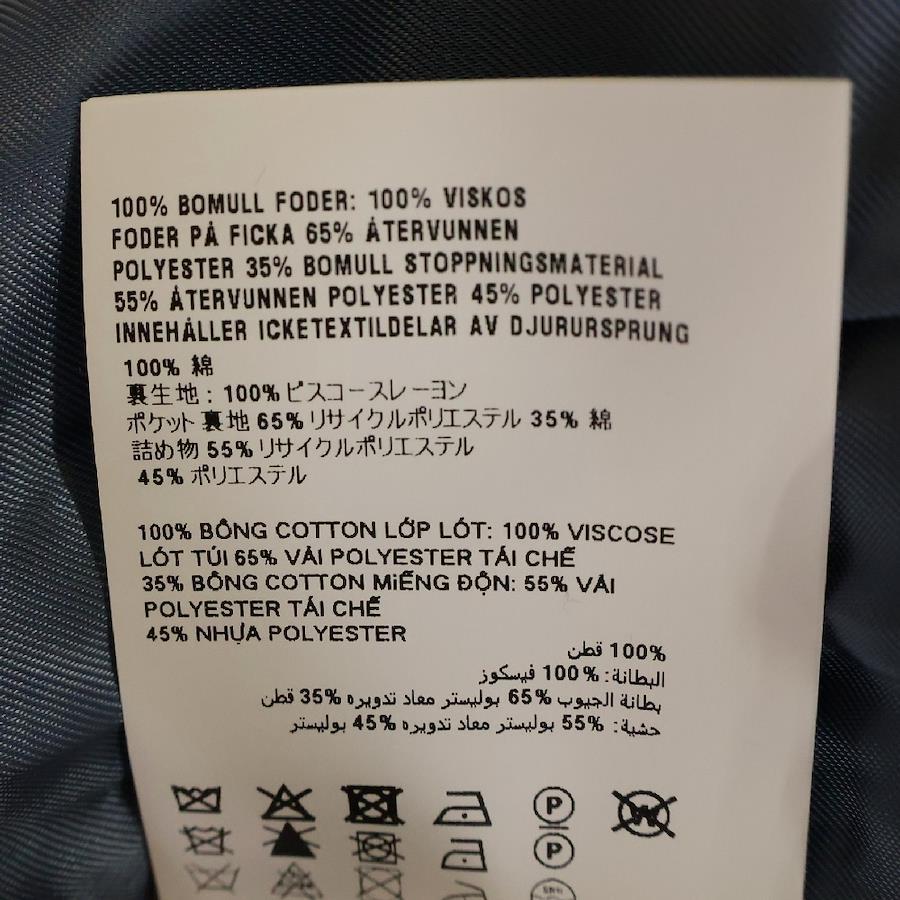 100% BOMULL FODER: 100% VISKOS
FODER PÅ FICKA 65% ÅTERVUNNEN
POLYESTER 35% BOMULL STOPPNINGSMATERIAL
55% ÅTERVUNNEN POLYESTER 45% POLYESTER
INNEHÅLLER ICKETEXTILDELAR AV DJURURSPRUNG
100% 綿
裏生地 : 100% ビスコースレーヨン
ポケット 裏地 65% リサイクルポリエステル 35% 綿
詰め物 55% リサイクルポリエステル
45% ポリエステル
100% BÔNG COTTON LỚP LÓT: 100% VISCOSE
LÓT TÚI 65% VẢI POLYESTER TÁI CHẾ
35% BÔNG COTTON MIẾNG ĐỘN: 55% VẢI
POLYESTER TÁI CHẾ
45% NHỰA POLYESTER
100% قطن
البطانة: 100% فيسكوز
بطانة الجيوب 65% بوليستر معاد تدويره 35% قطن
حشية: 55% بوليستر معاد تدويره 45% بوليستر
P W
P